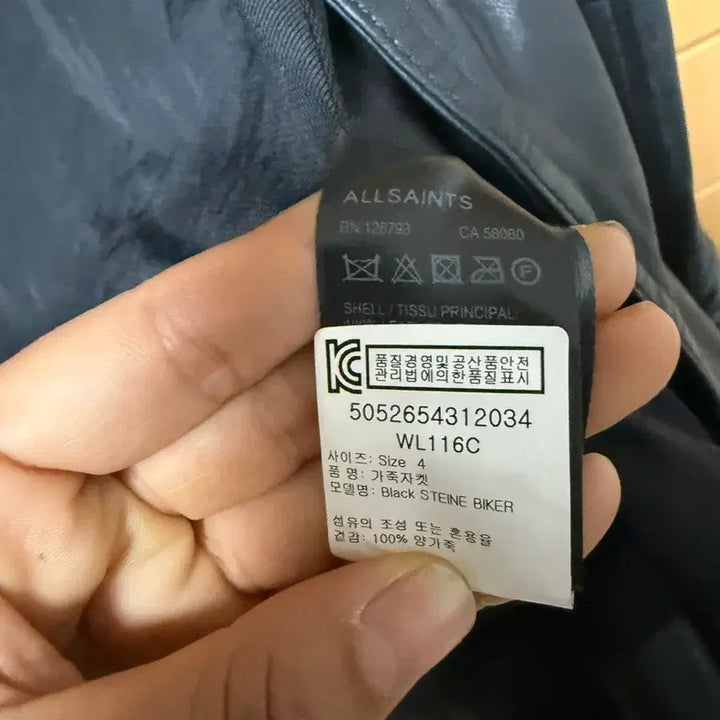 ALLSAINTS
RN 126793 CA 58080
SHELL / TISSU PRINCIPAL:
품질경영및공산품안전
관리법에의한품질표시
5052654312034
WL116C
사이즈: Size 4
품 명: 가죽자켓
모델명: Black STEINE BIKER
섬유의 조성 또는 혼용율
겉감: 100% 양가죽